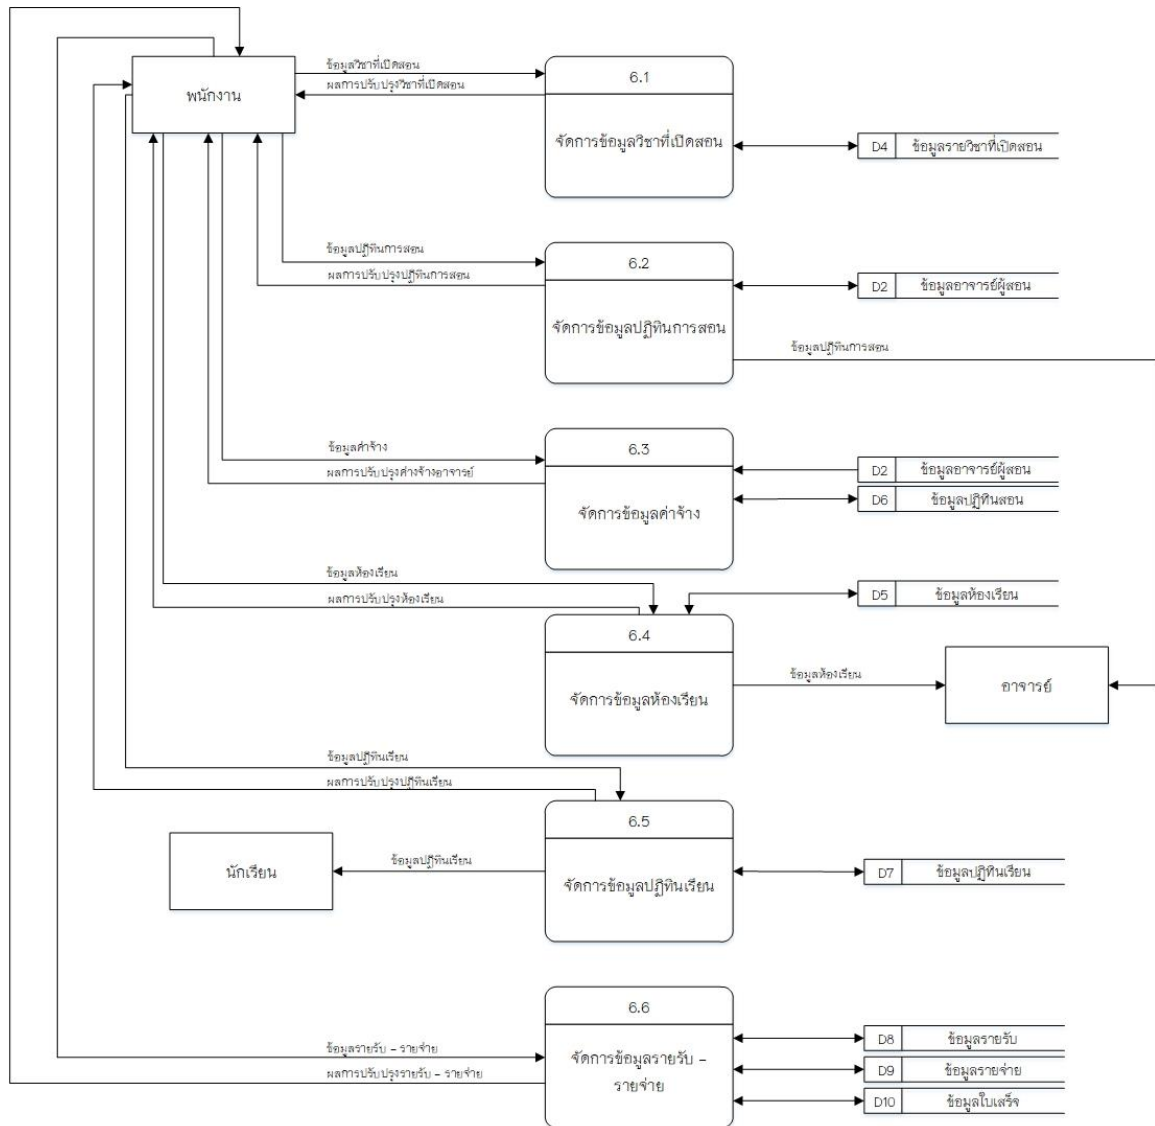 พนักงาน
ข้อมูลวิชาที่เปิดสอน
ผลการปรับปรุงวิชาที่เปิดสอน
6.1
จัดการข้อมูลวิชาที่เปิดสอน
D4 ข้อมูลรายวิชาที่เปิดสอน
ข้อมูลปฏิทินการสอน
ผลการปรับปรุงปฏิทินการสอน
6.2
จัดการข้อมูลปฏิทินการสอน
D2 ข้อมูลอาจารย์ผู้สอน
ข้อมูลปฏิทินการสอน
ข้อมูลค่าจ้าง
ผลการปรับปรุงค่างจ้างอาจารย์
6.3
จัดการข้อมูลค่าจ้าง
D2 ข้อมูลอาจารย์ผู้สอน
D6 ข้อมูลปฏิทินสอน
ข้อมูลห้องเรียน
ผลการปรับปรุงห้องเรียน
6.4
จัดการข้อมูลห้องเรียน
D5 ข้อมูลห้องเรียน
ข้อมูลห้องเรียน
อาจารย์
ข้อมูลปฏิทินเรียน
ผลการปรับปรุงปฏิทินเรียน
6.5
จัดการข้อมูลปฏิทินเรียน
นักเรียน
ข้อมูลปฏิทินเรียน
D7 ข้อมูลปฏิทินเรียน
ข้อมูลรายรับ - รายจ่าย
ผลการปรับปรุงรายรับ - รายจ่าย
6.6
จัดการข้อมูลรายรับ -
รายจ่าย
D8 ข้อมูลรายรับ
D9 ข้อมูลรายจ่าย
D10 ข้อมูลใบเสร็จ